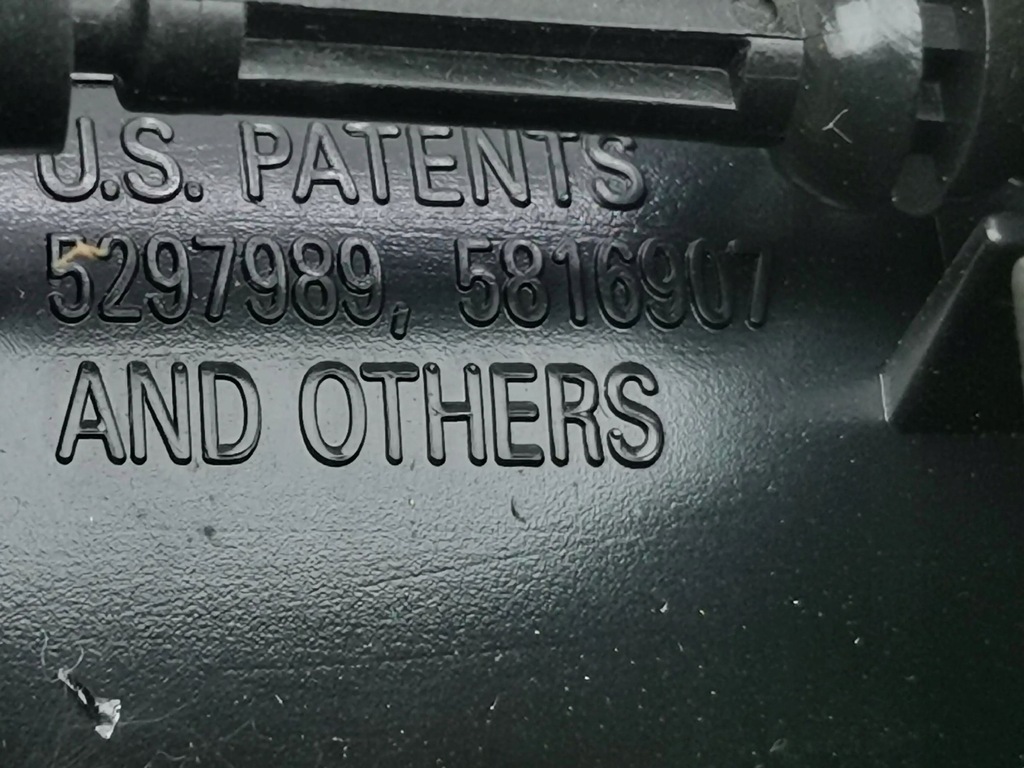 U.S. PATENTS
5297989, 5816907
AND OTHERS